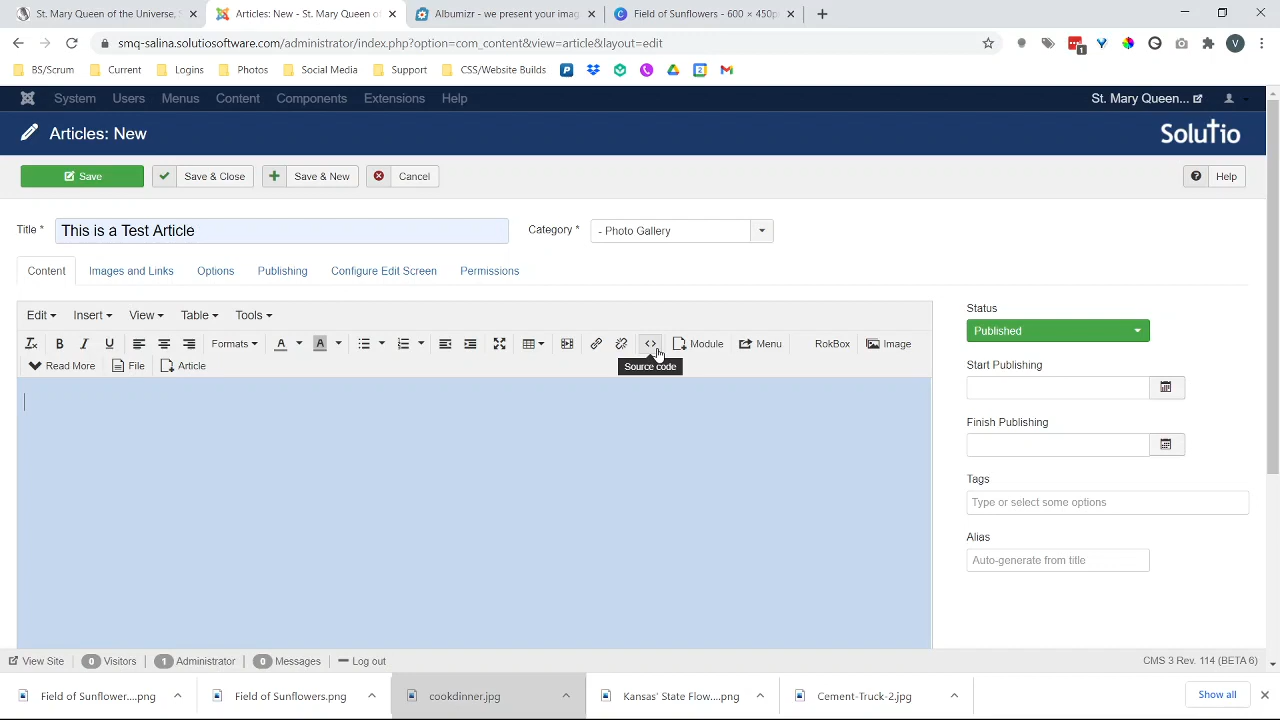 St. Mary Queen of the Universe,
Articles: New - St. Mary Queen of
Albumizr - we present your imag
Field of Sunflowers - 600 × 450p
smq-salina.solutiosoftware.com/administrator/index.php?option=com_content&view=article&layout=edit
1
V
BS/Scrum Current Logins Photos Social Media Support CSS/Website Builds
System Users Menus Content Components Extensions Help St. Mary Queen...
Articles: New
Solutio
Save Save & Close Save & New Cancel Help
Title * This is a Test Article Category * - Photo Gallery
Content Images and Links Options Publishing Configure Edit Screen Permissions
Edit Insert View Table Tools
B I U Formats A A Module Menu RokBox Image
Source code
Read More File Article
Status
Published
Start Publishing
Finish Publishing
Tags
Type or select some options
Alias
Auto-generate from title
View Site 0 Visitors 1 Administrator 0 Messages Log out CMS 3 Rev. 114 (BETA 6)
Field of Sunflower....png Field of Sunflowers.png cookdinner.jpg Kansas' State Flow....png Cement-Truck-2.jpg Show all